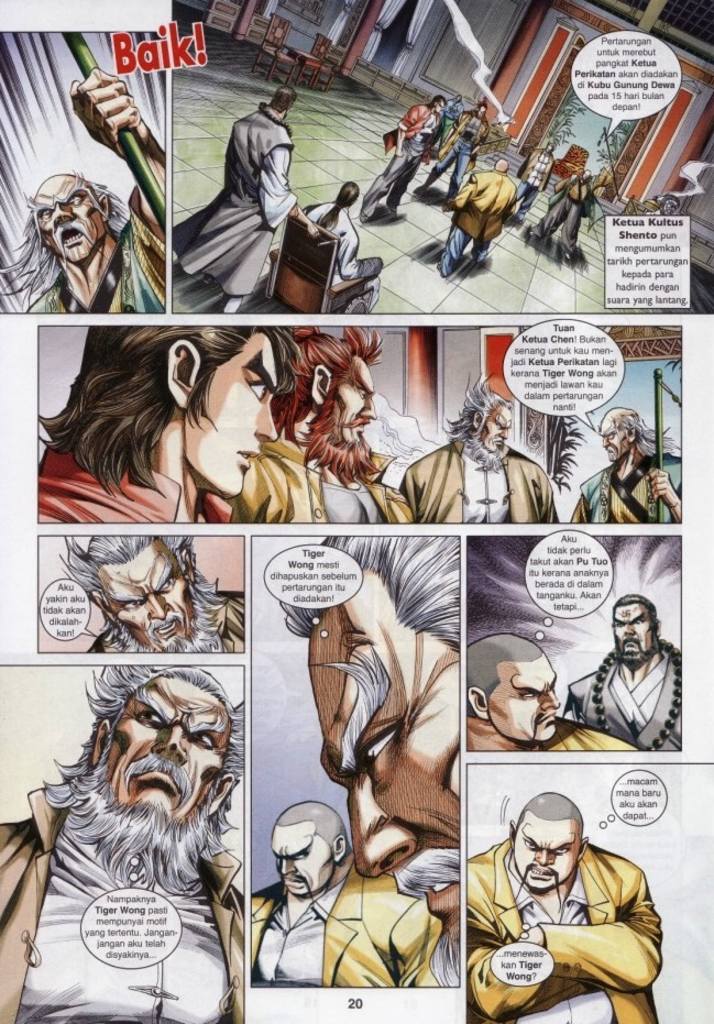 Baik!
Pertarungan
untuk merebut
pangkat Ketua
Perikatan akan diadakan
di Kubu Gunung Dewa
pada 15 hari bulan
depan!
Ketua Kultus
Shento pun
mengumumkan
tarikh pertarungan
kepada para
hadirin dengan
suara yang lantang.
Tuan
Ketua Chen! Bukan
senang untuk kau men-
jadi Ketua Perikatan lagi
kerana Tiger Wong akan
menjadi lawan kau
dalam pertarungan
nanti!
Aku
yakin aku
tidak akan
dikalah-
kan!
Tiger
Wong mesti
dihapuskan sebelum
pertarungan itu
diadakan!
Aku
tidak perlu
takut akan Pu Tuo
itu kerana anaknya
berada di dalam
tanganku. Akan
tetapi...
Nampaknya
Tiger Wong pasti
mempunyai motif
yang tertentu. Jangan-
jangan aku telah
disyakinya...
...macam
mana baru
aku akan
dapat...
...menewas-
kan Tiger
Wong?
20